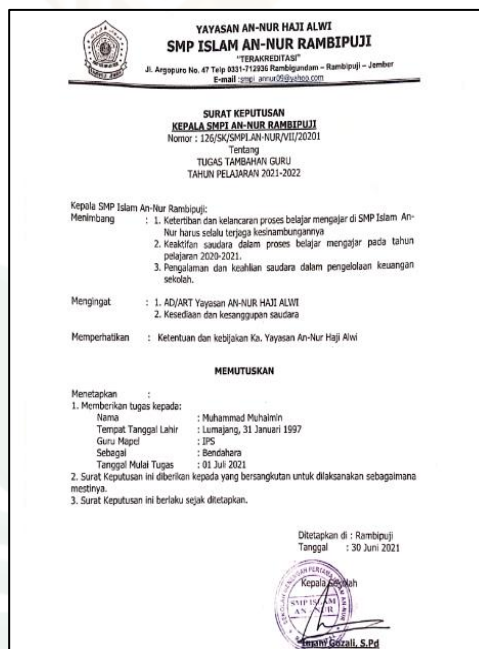 YAYASAN AN-NUR HAJI ALWI
SMP ISLAM AN-NUR RAMBIPUJI
"TERAKREDITASI"
Jl. Argopuro No. 47 Telp 0331-712936 Rambigundam – Rambipuji – Jember
E-mail :smpi_annur09@yahoo.com
SURAT KEPUTUSAN
KEPALA SMPI AN-NUR RAMBIPUJI
Nomor : 126/SK/SMPI.AN-NUR/VII/20201
Tentang
TUGAS TAMBAHAN GURU
TAHUN PELAJARAN 2021-2022
Kepala SMP Islam An-Nur Rambipuji:
Menimbang : 1. Ketertiban dan kelancaran proses belajar mengajar di SMP Islam An-
Nur harus selalu terjaga kesinambungannya
2. Keaktifan saudara dalam proses belajar mengajar pada tahun
pelajaran 2020-2021.
3. Pengalaman dan keahlian saudara dalam pengelolaan keuangan
sekolah.
Mengingat : 1. AD/ART Yayasan AN-NUR HAJI ALWI
2. Kesediaan dan kesanggupan saudara
Memperhatikan : Ketentuan dan kebijakan Ka. Yayasan An-Nur Haji Alwi
MEMUTUSKAN
Menetapkan :
1. Memberikan tugas kepada:
Nama : Muhammad Muhaimin
Tempat Tanggal Lahir : Lumajang, 31 Januari 1997
Guru Mapel : IPS
Sebagai : Bendahara
Tanggal Mulai Tugas : 01 Juli 2021
2. Surat Keputusan ini diberikan kepada yang bersangkutan untuk dilaksanakan sebagaimana
mestinya.
3. Surat Keputusan ini berlaku sejak ditetapkan.
Ditetapkan di : Rambipuji
Tanggal : 30 Juni 2021
Kepala Sekolah
SMP ISLAM
AN - NUR
Imam Gozali, S.Pd